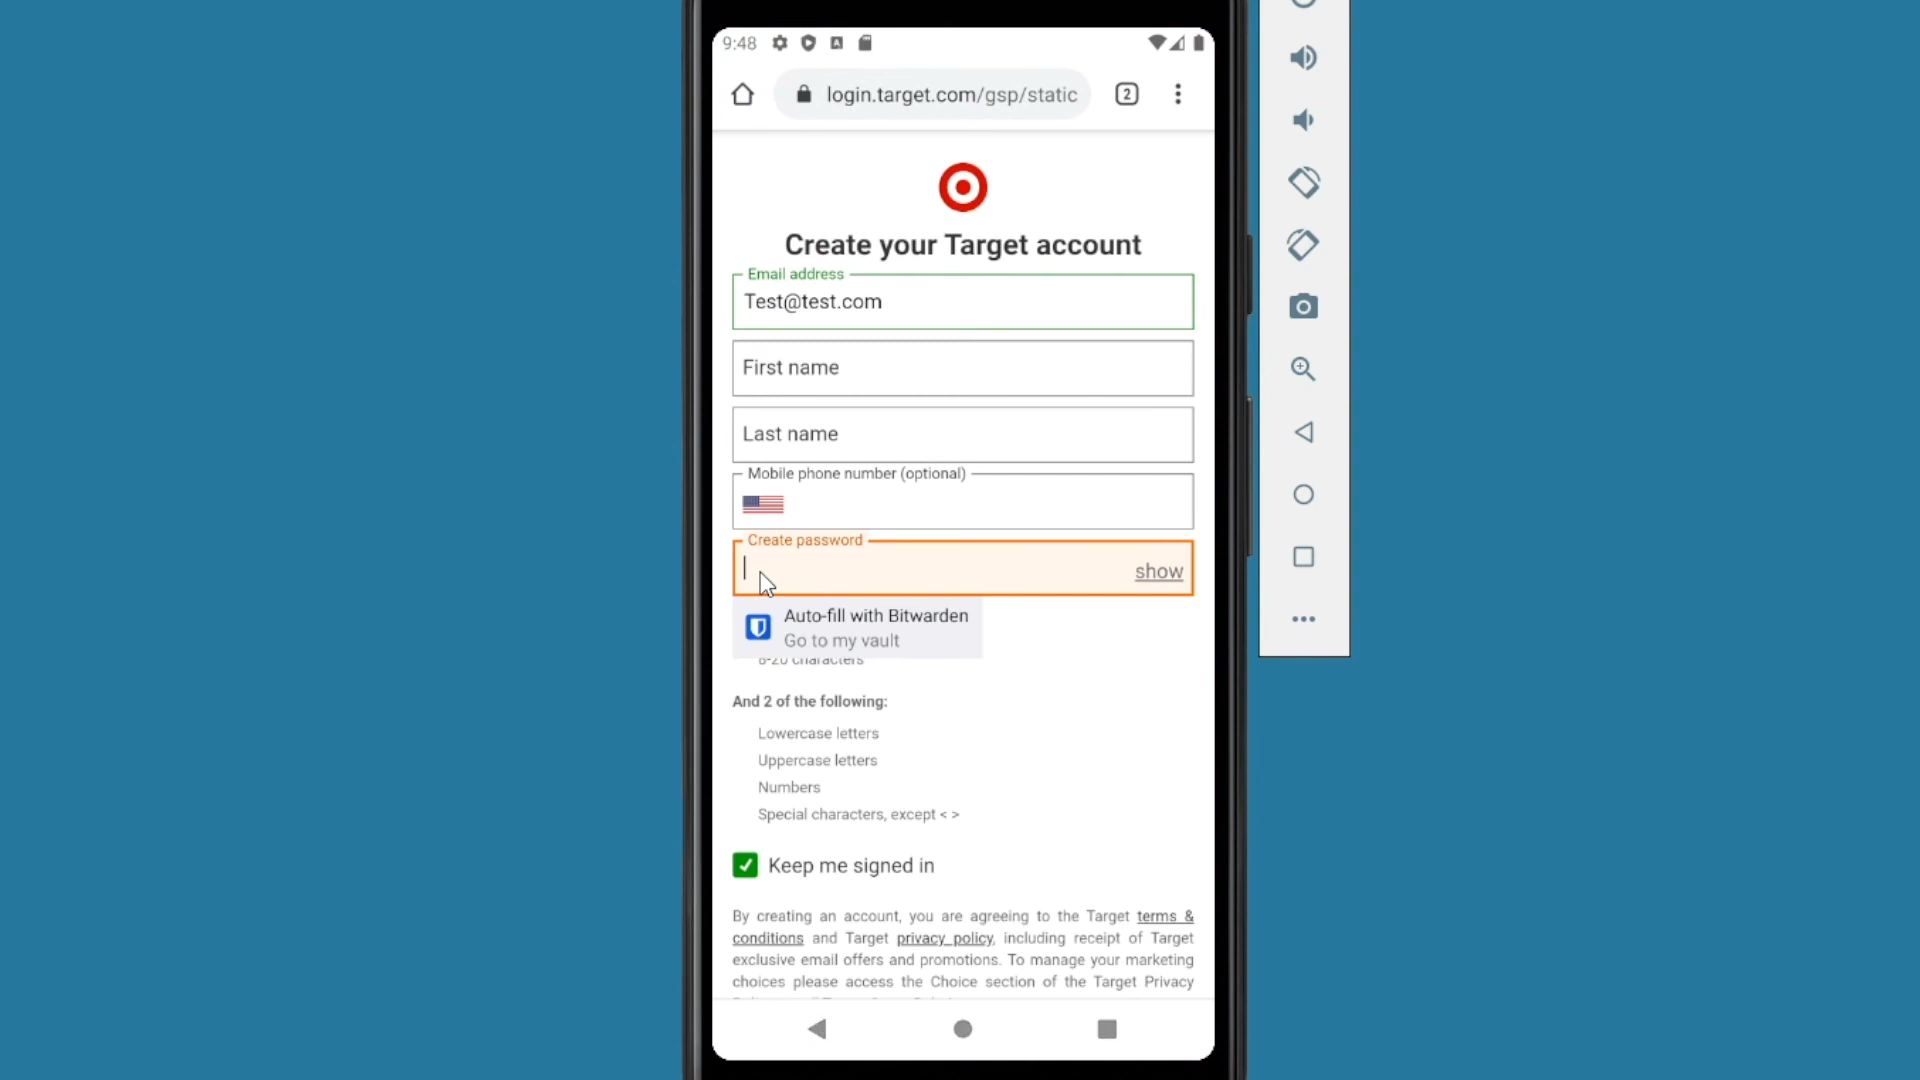 9:48
login.target.com/gsp/static
2
Create your Target account
Email address
Test@test.com
First name
Last name
Mobile phone number (optional)
Create password
show
Auto-fill with Bitwarden
Go to my vault
8-20 characters
And 2 of the following:
Lowercase letters
Uppercase letters
Numbers
Special characters, except < >
Keep me signed in
By creating an account, you are agreeing to the Target terms &
conditions and Target privacy policy, including receipt of Target
exclusive email offers and promotions. To manage your marketing
choices please access the Choice section of the Target Privacy